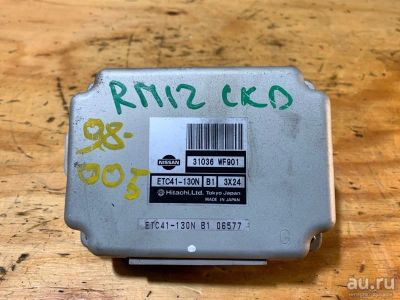 RM12 CKD
98-
005
NISSAN
31036 WF901
ETC41-130N B1 3X24
Hitachi,Ltd. Tokyo Japan
MADE IN JAPAN
ETC41-130N B1 06577
G
au.ru